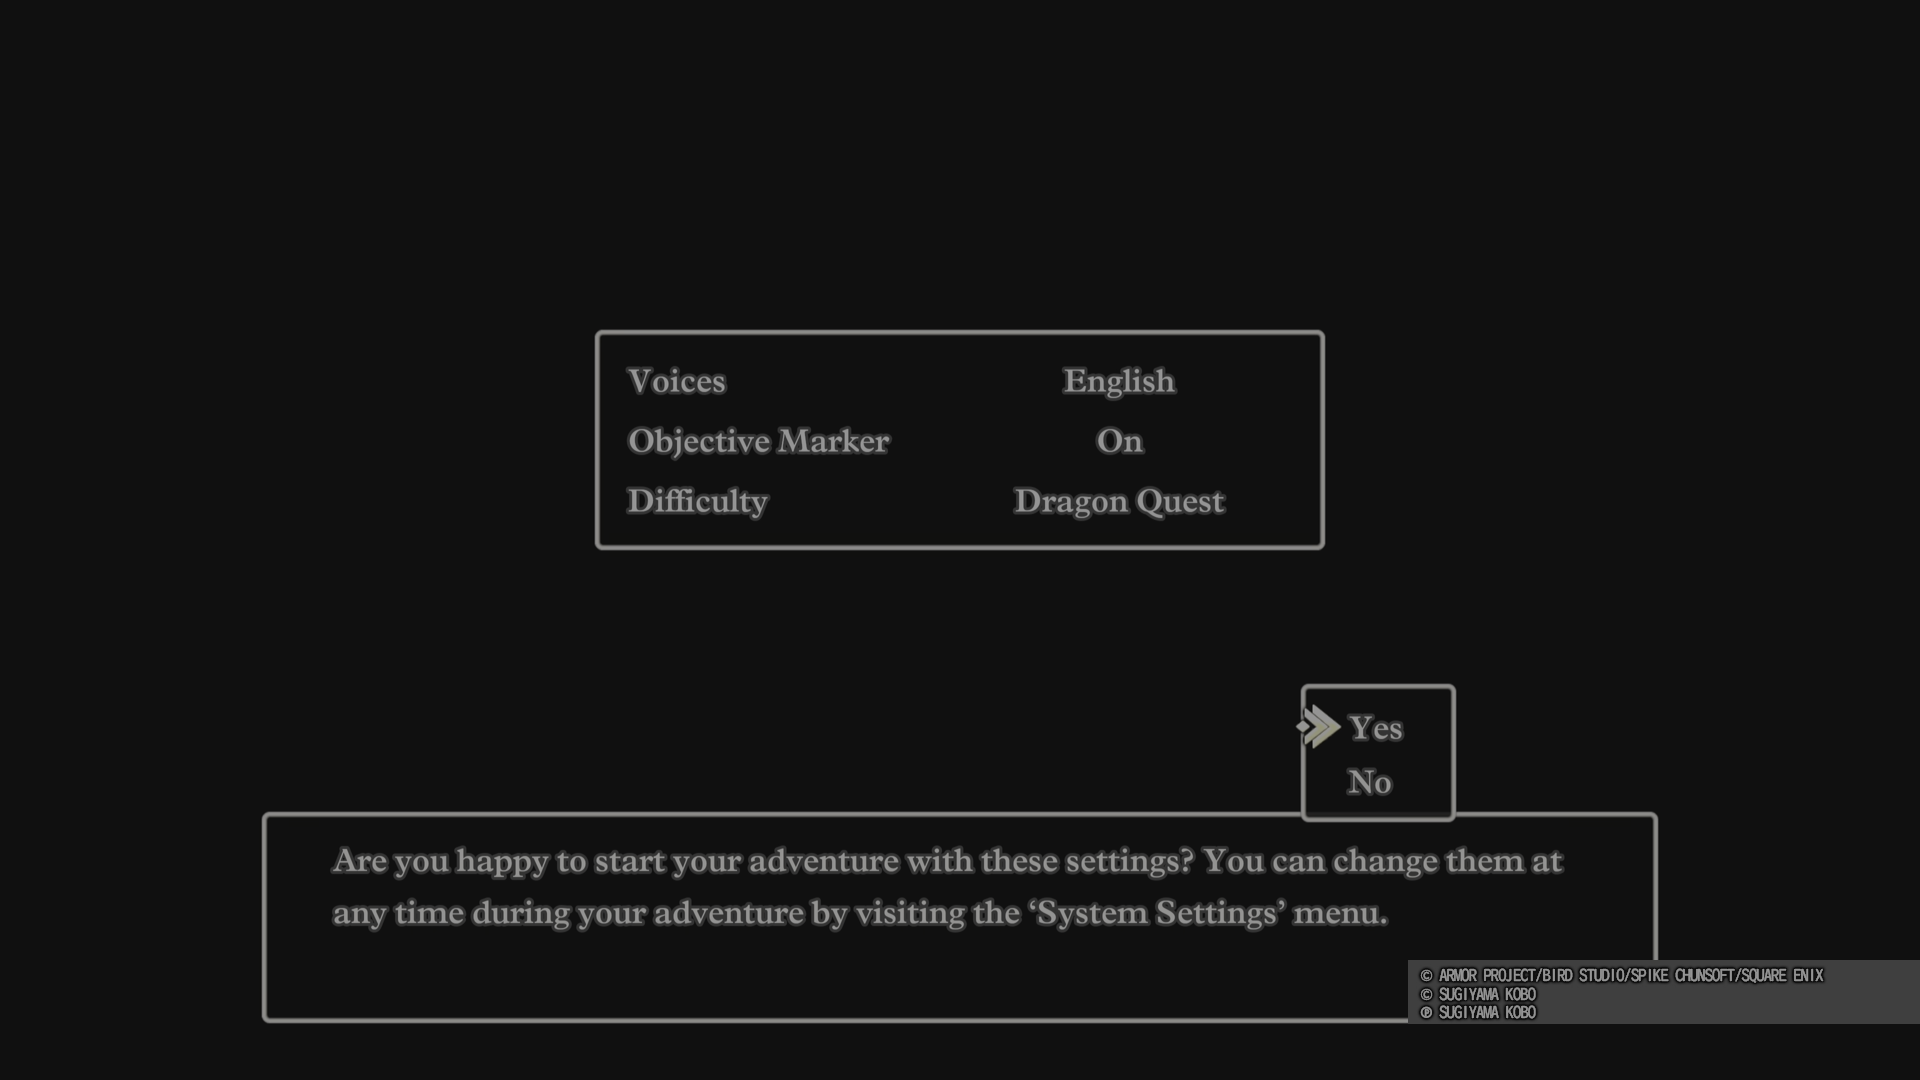 Voices English
Objective Marker On
Difficulty Dragon Quest
Yes
No
Are you happy to start your adventure with these settings? You can change them at
any time during your adventure by visiting the ‘System Settings’ menu.
© ARMOR PROJECT/BIRD STUDIO/SPIKE CHUNSOFT/SQUARE ENIX
© SUGIYAMA KOBO
℗ SUGIYAMA KOBO